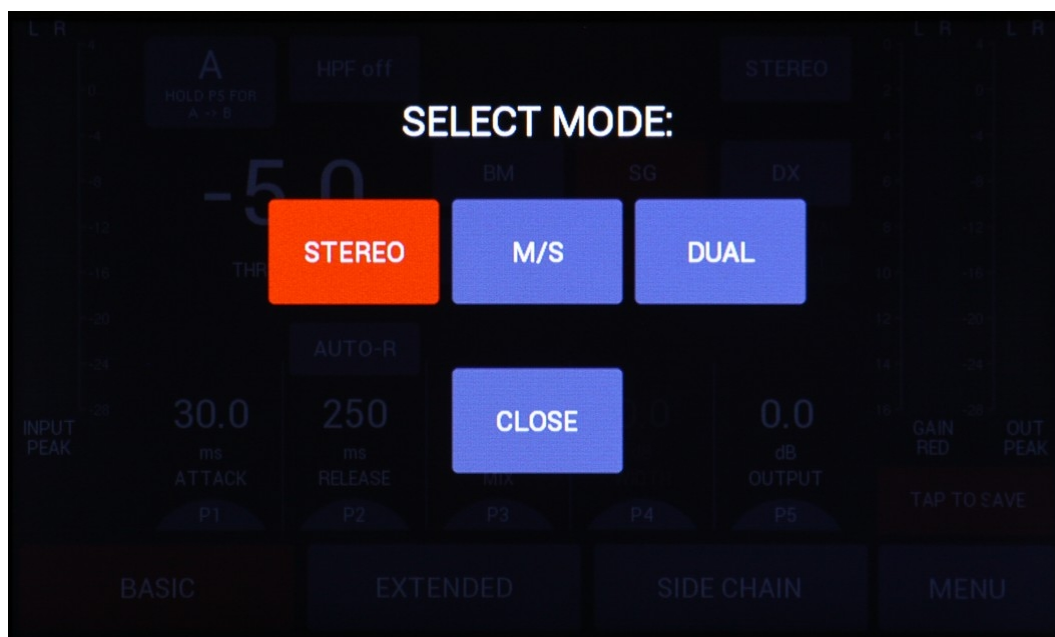 L R
L R
L R
A
HOLD P5 FOR
A -> B
HPF off
STEREO
SELECT MODE:
-5.0
BM
SG
DX
STEREO
M/S
DUAL
THR
AUTO-R
CLOSE
30.0
ms
ATTACK
250
ms
RELEASE
MIX
0.0
dB
OUTPUT
INPUT
PEAK
GAIN
RED
OUT
PEAK
TAP TO SAVE
P1
P2
P3
P4
P5
BASIC
EXTENDED
SIDE CHAIN
MENU